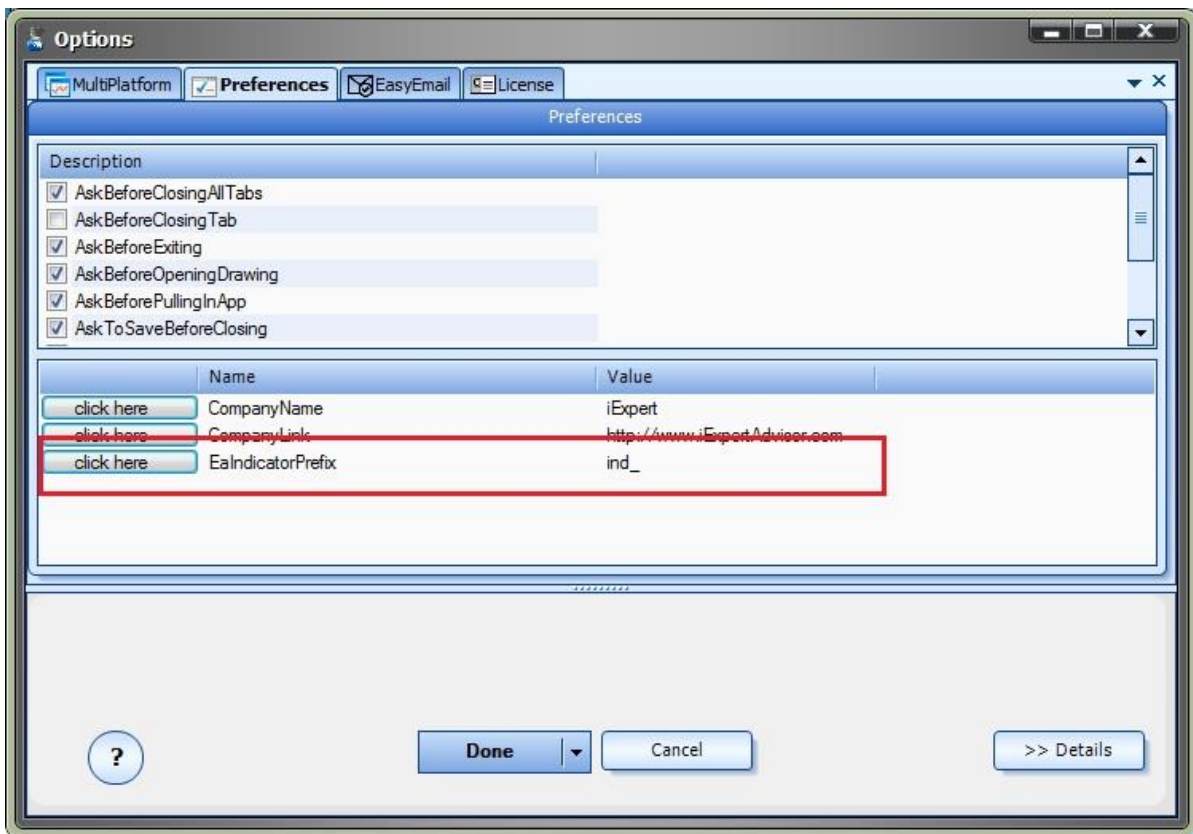 Options
MultiPlatform Preferences EasyEmail License
Preferences
Description
AskBeforeClosingAllTabs
AskBeforeClosingTab
AskBeforeExiting
AskBeforeOpeningDrawing
AskBeforePullingInApp
AskToSaveBeforeClosing
Name Value
click here CompanyName iExpert
click here CompanyLink http://www.iExpertAdvisor.com
click here EaIndicatorPrefix ind_
? Done Cancel >> Details